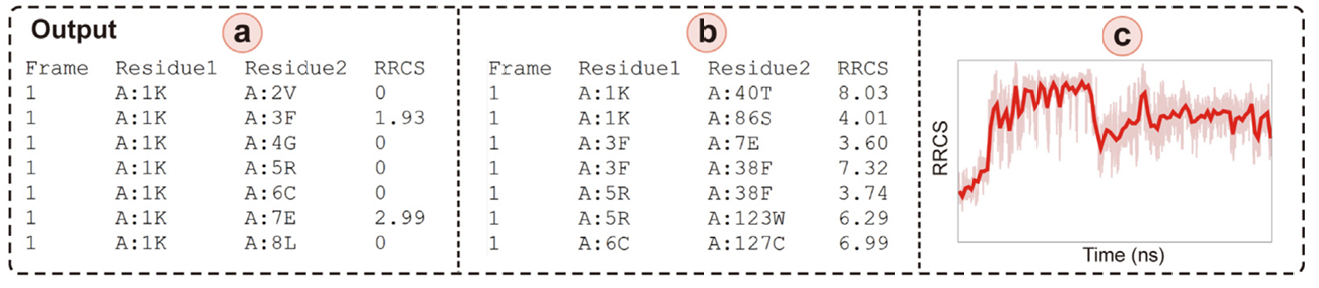 Output
a
Frame Residue1 Residue2 RRCS
1 A:1K A:2V 0
1 A:1K A:3F 1.93
1 A:1K A:4G 0
1 A:1K A:5R 0
1 A:1K A:6C 0
1 A:1K A:7E 2.99
1 A:1K A:8L 0
b
Frame Residue1 Residue2 RRCS
1 A:1K A:40T 8.03
1 A:1K A:86S 4.01
1 A:3F A:7E 3.60
1 A:3F A:38F 7.32
1 A:5R A:38F 3.74
1 A:5R A:123W 6.29
1 A:6C A:127C 6.99
c
RRCS
Time (ns)